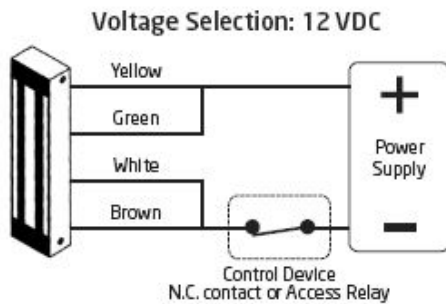 Voltage Selection: 12 VDC
Yellow
Green
White
Brown
+
Power
Supply
−
Control Device
N.C. contact or Access Relay